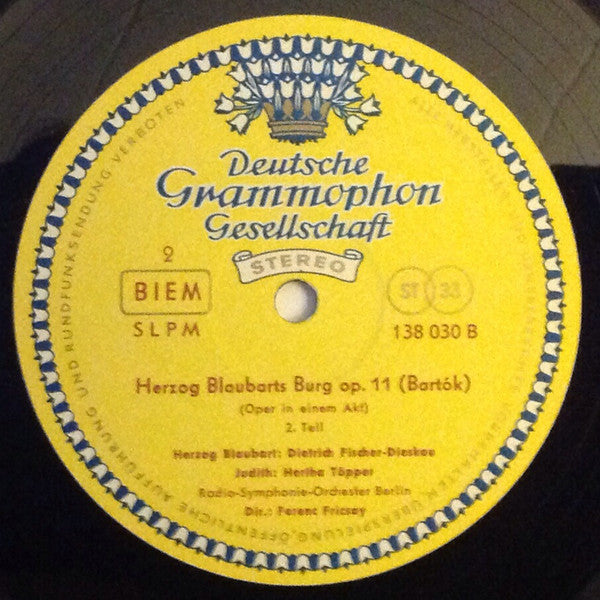 Deutsche
Grammophon
Gesellschaft
STEREO
2
BIEM
ST 33
SLPM
138 030 B
Herzog Blaubarts Burg op. 11 (Bartók)
(Oper in einem Akt)
2. Teil
Herzog Blaubart: Dietrich Fischer-Dieskau
Judith: Hertha Töpper
Radio-Symphonie-Orchester Berlin
Dir.: Ferenc Fricsay
ÖFFENTLICHE AUFFÜHRUNG UND RUNDFUNKSENDUNG VERBOTEN